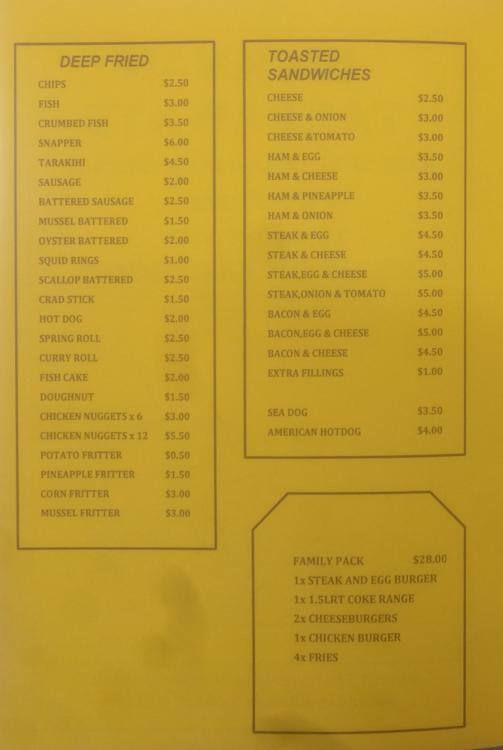 DEEP FRIED
CHIPS $2.50
FISH $3.00
CRUMBED FISH $3.50
SNAPPER $6.00
TARAKIHI $4.50
SAUSAGE $2.00
BATTERED SAUSAGE $2.50
MUSSEL BATTERED $1.50
OYSTER BATTERED $2.00
SQUID RINGS $1.00
SCALLOP BATTERED $2.50
CRAD STICK $1.50
HOT DOG $2.00
SPRING ROLL $2.50
CURRY ROLL $2.50
FISH CAKE $2.00
DOUGHNUT $1.50
CHICKEN NUGGETS x 6 $3.00
CHICKEN NUGGETS x 12 $5.50
POTATO FRITTER $0.50
PINEAPPLE FRITTER $1.50
CORN FRITTER $3.00
MUSSEL FRITTER $3.00
TOASTED
SANDWICHES
CHEESE $2.50
CHEESE & ONION $3.00
CHEESE &TOMATO $3.00
HAM & EGG $3.50
HAM & CHEESE $3.00
HAM & PINEAPPLE $3.50
HAM & ONION $3.50
STEAK & EGG $4.50
STEAK & CHEESE $4.50
STEAK,EGG & CHEESE $5.00
STEAK,ONION & TOMATO $5.00
BACON & EGG $4.50
BACON,EGG & CHEESE $5.00
BACON & CHEESE $4.50
EXTRA FILLINGS $1.00
SEA DOG $3.50
AMERICAN HOTDOG $4.00
FAMILY PACK $28.00
1x STEAK AND EGG BURGER
1x 1.5LRT COKE RANGE
2x CHEESEBURGERS
1x CHICKEN BURGER
4x FRIES